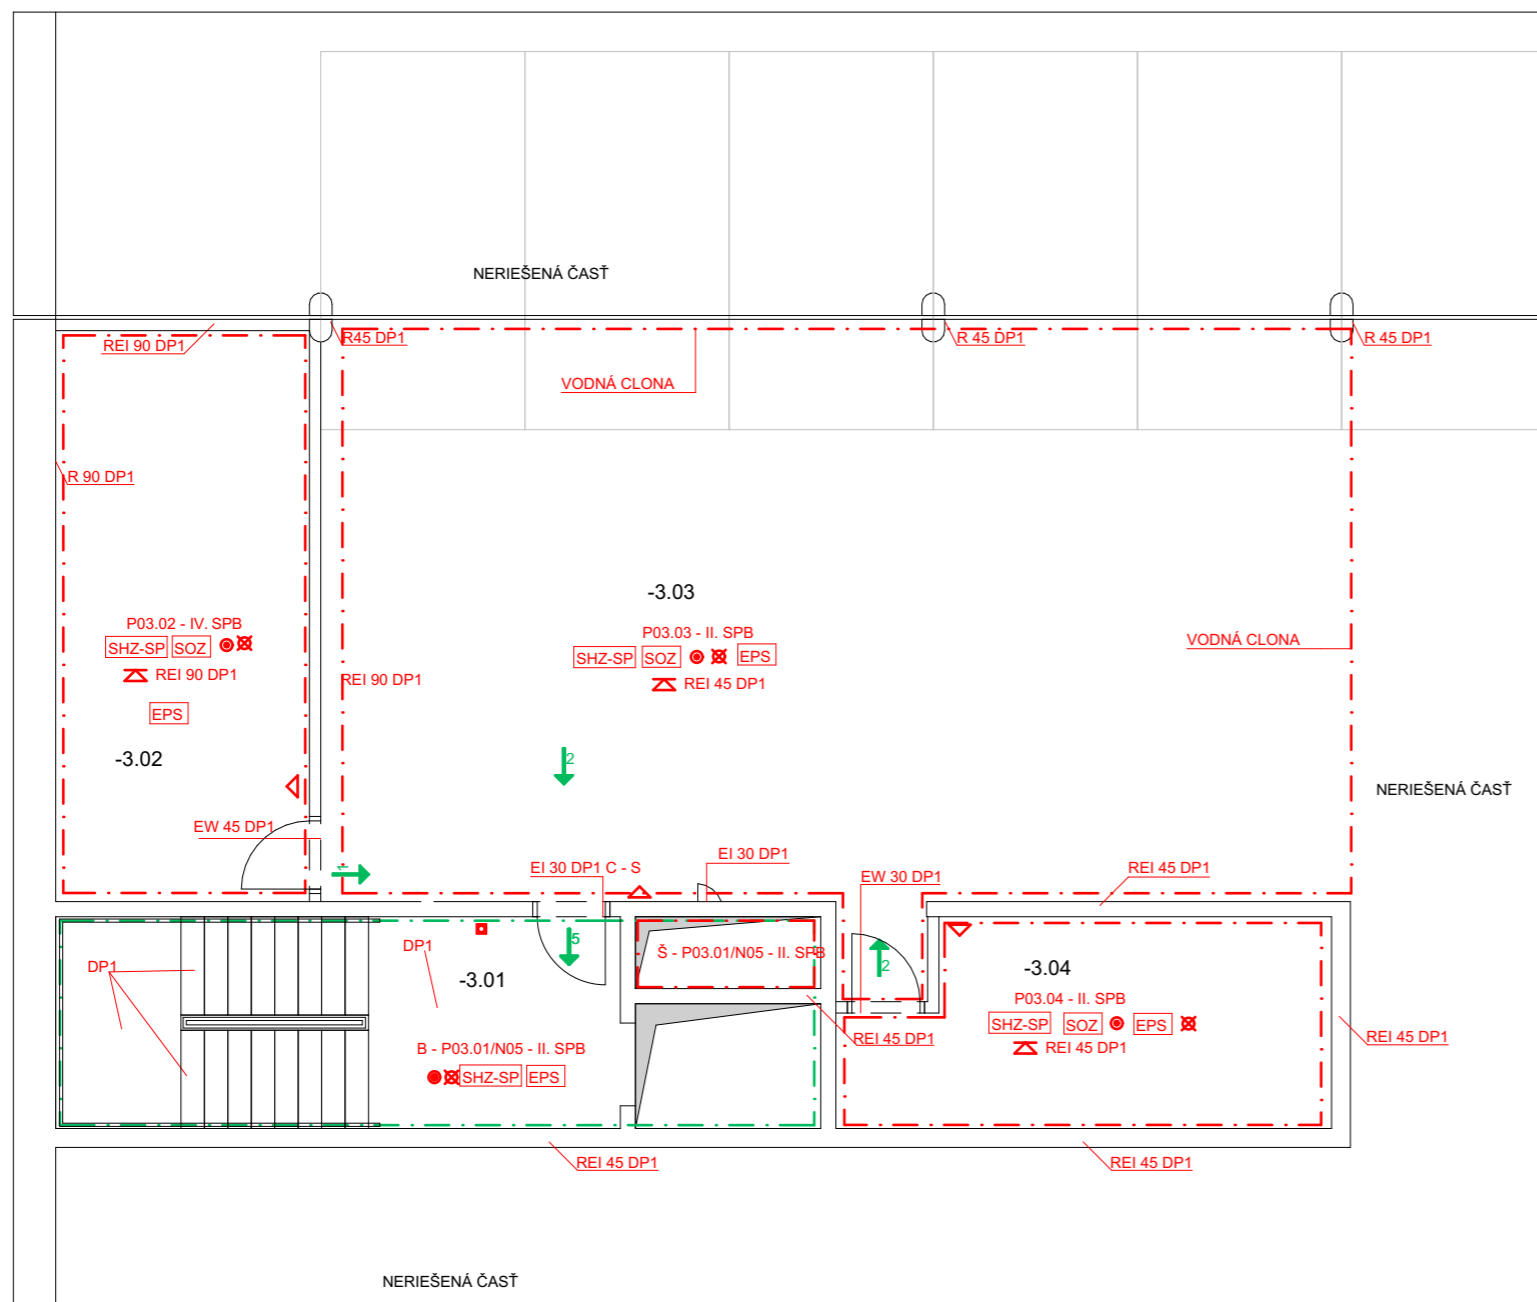 NERIEŠENÁ ČASŤ
REI 90 DP1
R45 DP1
R 45 DP1
R 45 DP1
VODNÁ CLONA
R 90 DP1
-3.03
P03.02 - IV. SPB
SHZ-SP SOZ
REI 90 DP1
EPS
-3.02
P03.03 - II. SPB
SHZ-SP SOZ EPS
REI 45 DP1
REI 90 DP1
VODNÁ CLONA
2
NERIEŠENÁ ČASŤ
EW 45 DP1
1
EI 30 DP1 C - S
EI 30 DP1
EW 30 DP1
REI 45 DP1
DP1
DP1
5
-3.01
Š - P03.01/N05 - II. SPB
2
-3.04
P03.04 - II. SPB
SHZ-SP SOZ EPS
REI 45 DP1
REI 45 DP1
REI 45 DP1
B - P03.01/N05 - II. SPB
SHZ-SP EPS
REI 45 DP1
REI 45 DP1
NERIEŠENÁ ČASŤ